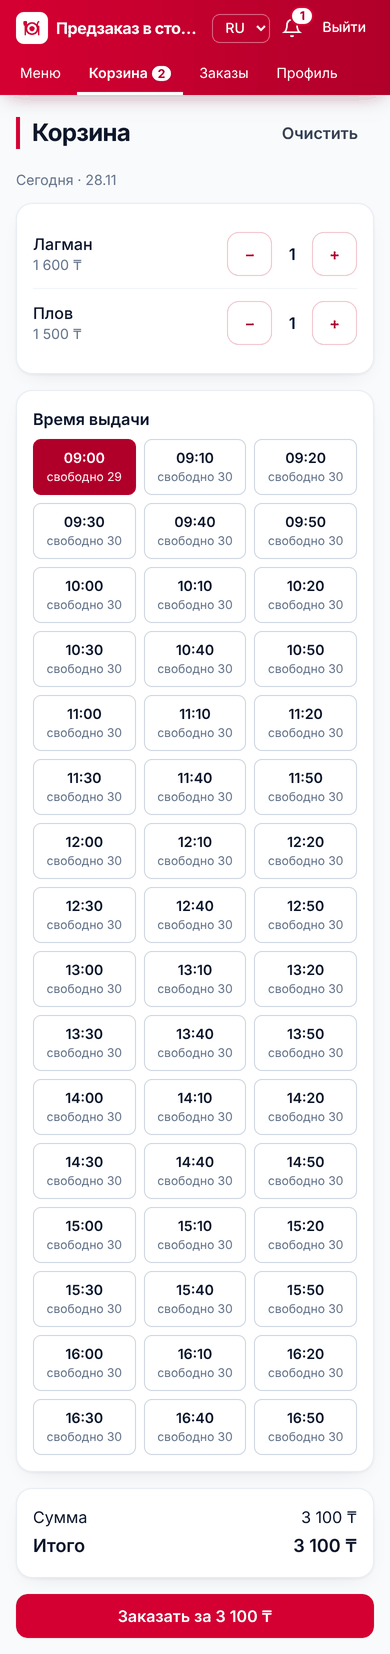 Предзаказ в сто... RU 1 Выйти
Меню Корзина 2 Заказы Профиль
Корзина Очистить
Сегодня · 28.11
Лагман
1 600 ₸
− 1 +
Плов
1 500 ₸
− 1 +
Время выдачи
09:00 09:10 09:20
свободно 29 свободно 30 свободно 30
09:30 09:40 09:50
свободно 30 свободно 30 свободно 30
10:00 10:10 10:20
свободно 30 свободно 30 свободно 30
10:30 10:40 10:50
свободно 30 свободно 30 свободно 30
11:00 11:10 11:20
свободно 30 свободно 30 свободно 30
11:30 11:40 11:50
свободно 30 свободно 30 свободно 30
12:00 12:10 12:20
свободно 30 свободно 30 свободно 30
12:30 12:40 12:50
свободно 30 свободно 30 свободно 30
13:00 13:10 13:20
свободно 30 свободно 30 свободно 30
13:30 13:40 13:50
свободно 30 свободно 30 свободно 30
14:00 14:10 14:20
свободно 30 свободно 30 свободно 30
14:30 14:40 14:50
свободно 30 свободно 30 свободно 30
15:00 15:10 15:20
свободно 30 свободно 30 свободно 30
15:30 15:40 15:50
свободно 30 свободно 30 свободно 30
16:00 16:10 16:20
свободно 30 свободно 30 свободно 30
16:30 16:40 16:50
свободно 30 свободно 30 свободно 30
Сумма 3 100 ₸
Итого 3 100 ₸
Заказать за 3 100 ₸